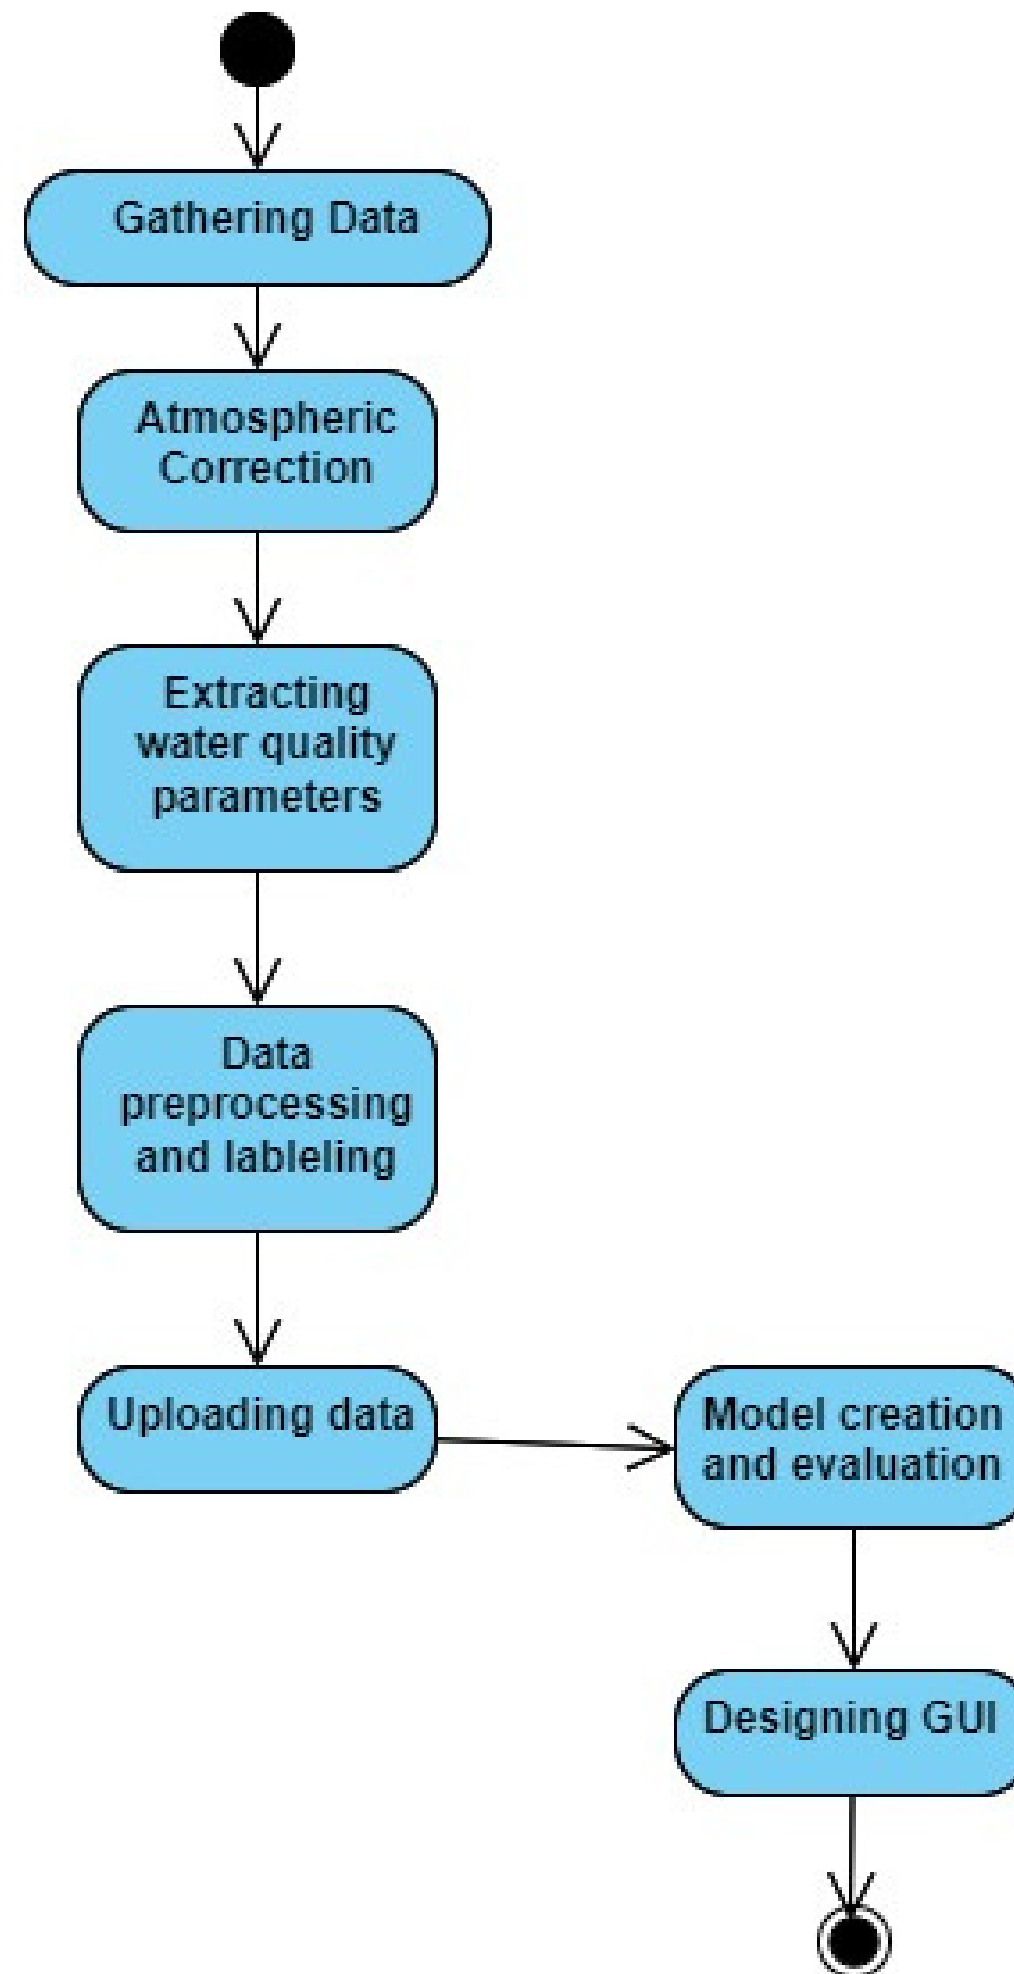 Gathering Data
Atmospheric
Correction
Extracting
water quality
parameters
Data
preprocessing
and lableling
Uploading data
Model creation
and evaluation
Designing GUI